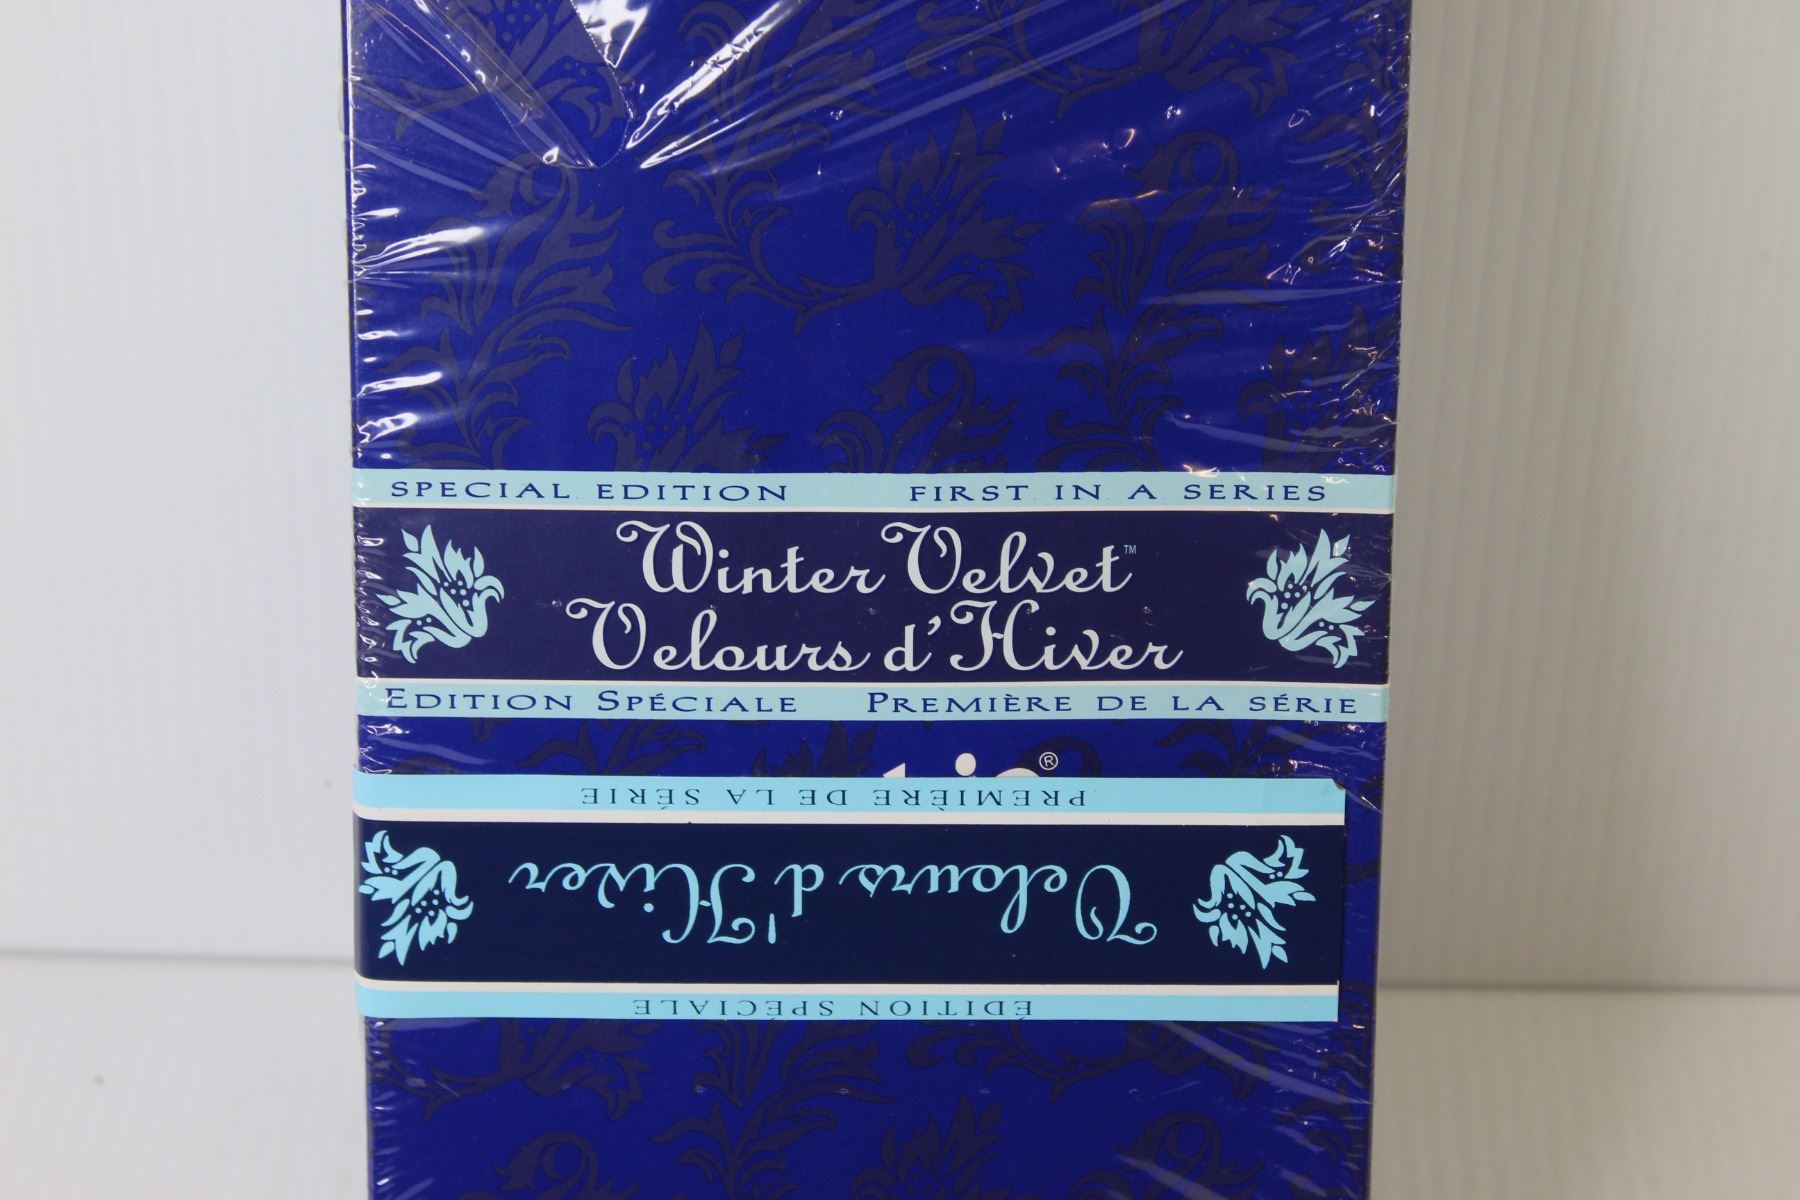 SPECIAL EDITION FIRST IN A SERIES
Winter Velvet™
Velours d'Hiver
EDITION SPÉCIALE PREMIÈRE DE LA SÉRIE
®
PREMIÈRE DE LA SÉRIE
Velours d'Hiver
ÉDITION SPÉCIALE